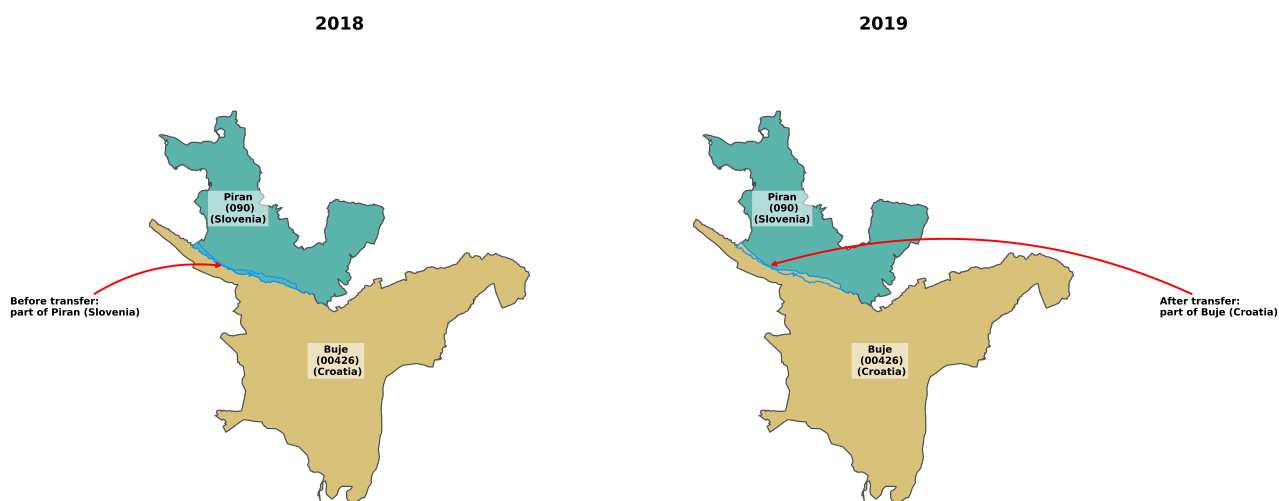 2018
2019
Piran
(090)
(Slovenia)
Piran
(090)
(Slovenia)
Before transfer:
part of Piran (Slovenia)
After transfer:
part of Buje (Croatia)
Buje
(00426)
(Croatia)
Buje
(00426)
(Croatia)